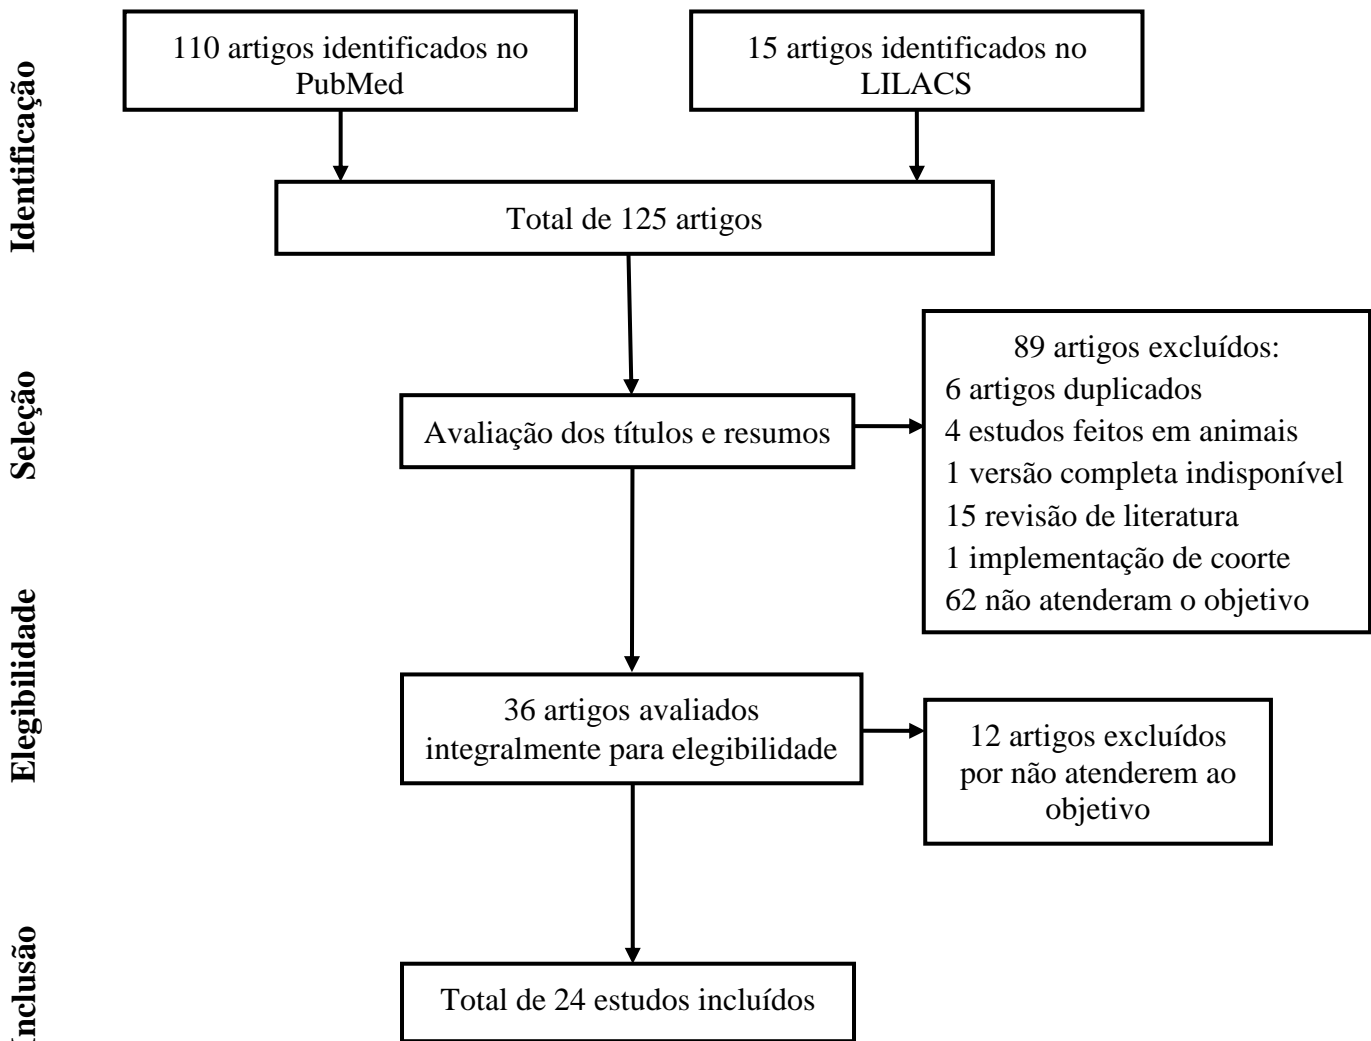 Identificação
110 artigos identificados no
PubMed
15 artigos identificados no
LILACS
Total de 125 artigos
Seleção
Avaliação dos títulos e resumos
89 artigos excluídos:
6 artigos duplicados
4 estudos feitos em animais
1 versão completa indisponível
15 revisão de literatura
1 implementação de coorte
62 não atenderam o objetivo
Elegibilidade
36 artigos avaliados
integralmente para elegibilidade
12 artigos excluídos
por não atenderem ao
objetivo
Inclusão
Total de 24 estudos incluídos